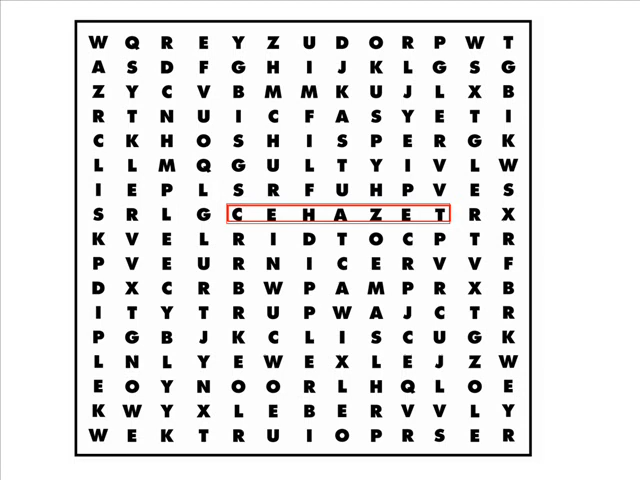 W Q R E Y Z U D O R P W T
A S D F G H I J K L G S G
Z Y C V B M M K U J L X B
R T N U I C F A S Y E T I
C K H O S H I S P E R G K
L L M Q G U L T Y I V L W
I E P L S R F U H P V E S
S R L G C E H A Z E T R X
K V E L R I D T O C P T R
P V E U R N I C E R V V F
D X C R B W P A M P R X B
I T Y T R U P W A J C T R
P G B J K C L I S C U G K
L N L Y E W E X L E J Z W
E O Y N O O R L H Q L O E
K W Y X L E B E R V V L Y
W E K T R U I O P R S E R